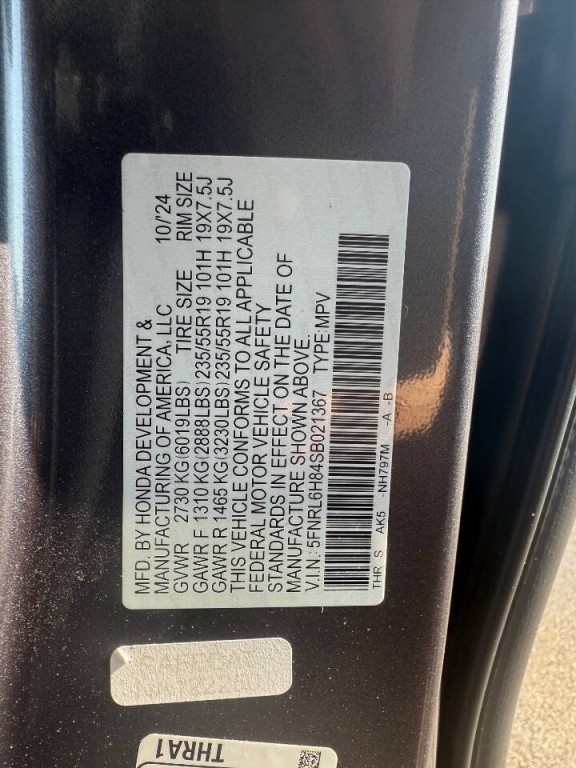 MFD. BY HONDA DEVELOPMENT &
MANUFACTURING OF AMERICA, LLC 10/'24
GVWR 2730 KG(6019LBS) TIRE SIZE RIM SIZE
GAWR F 1310 KG(2888LBS)235/55R19 101H 19X7.5J
GAWR R 1465 KG(3230LBS)235/55R19 101H 19X7.5J
THIS VEHICLE CONFORMS TO ALL APPLICABLE
FEDERAL MOTOR VEHICLE SAFETY
STANDARDS IN EFFECT ON THE DATE OF
MANUFACTURE SHOWN ABOVE.
V.I.N.: 5FNRL6H84SB021367 TYPE:MPV
THR S AK5 -NH797M -A -B
THRA1